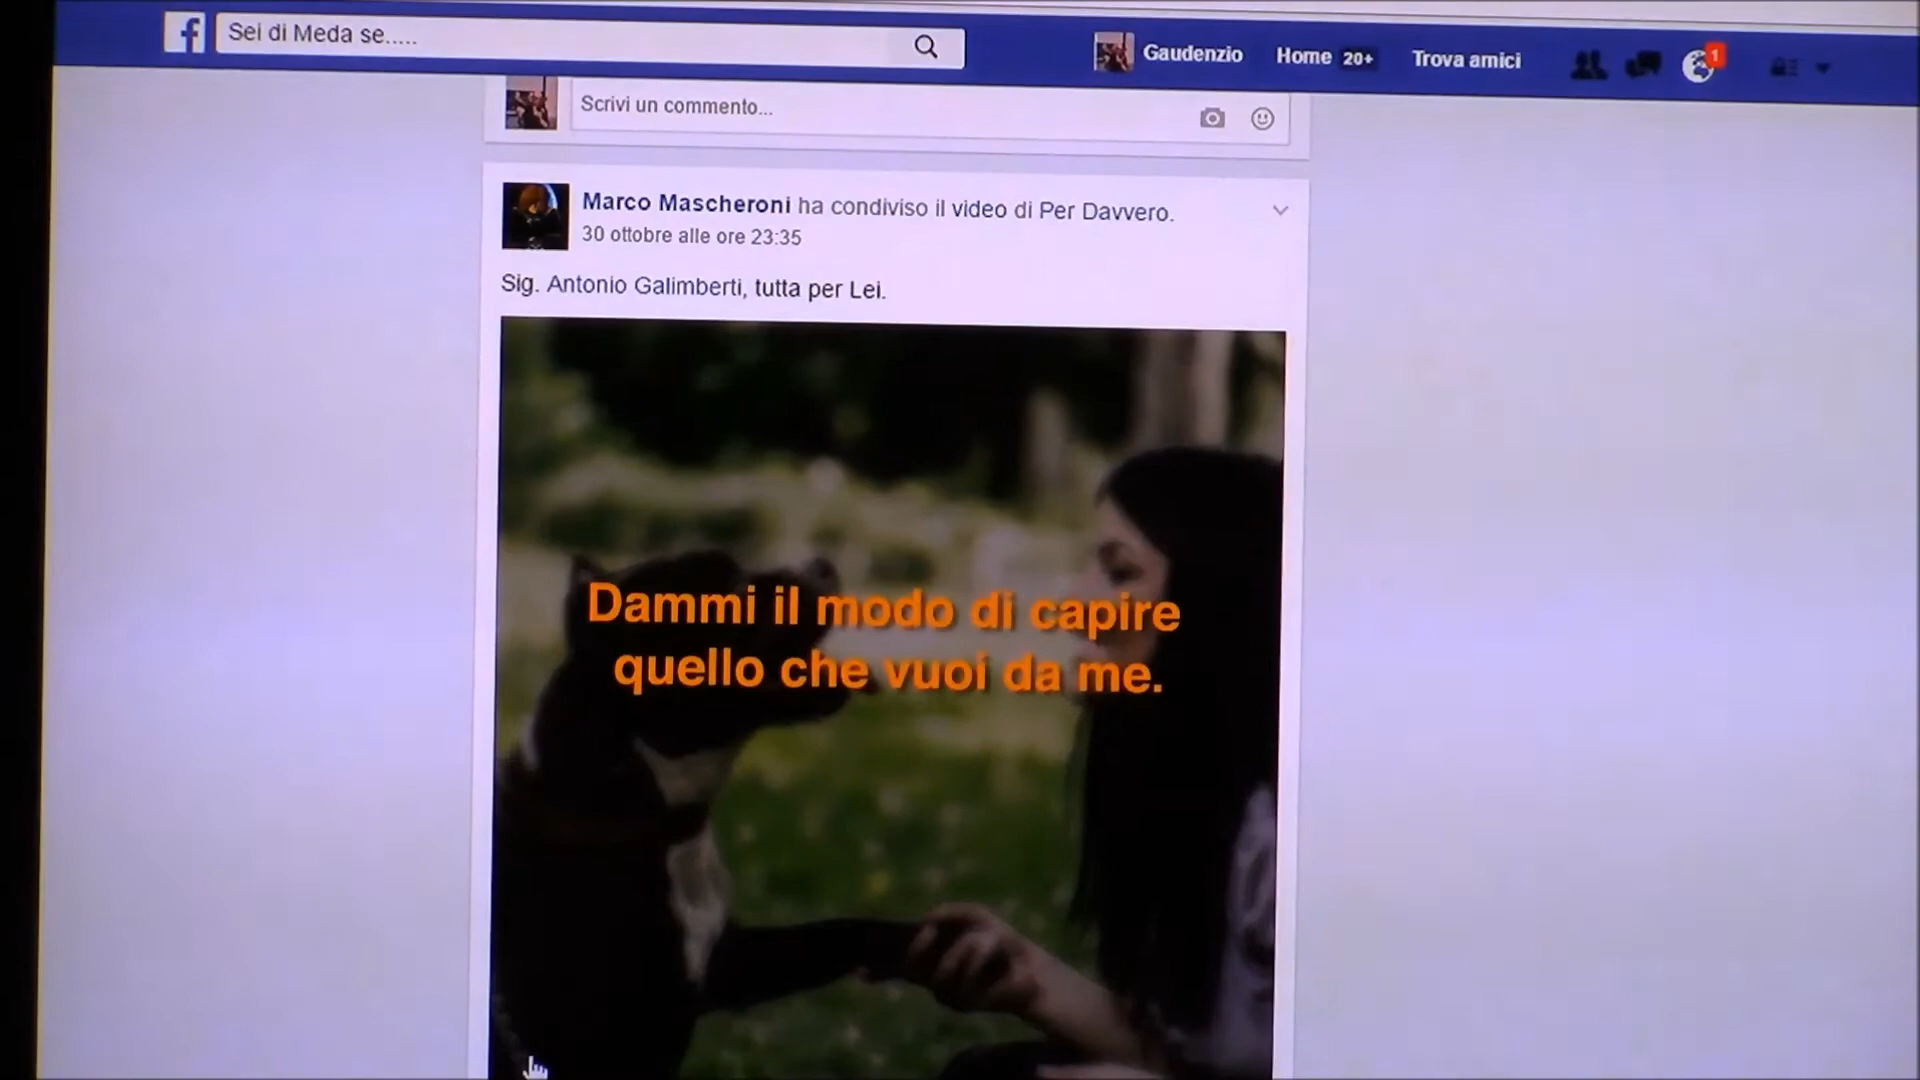 f
Sei di Meda se.....
Gaudenzio
Home 20+
Trova amici
1
Scrivi un commento...
Marco Mascheroni ha condiviso il video di Per Davvero.
30 ottobre alle ore 23:35
Sig. Antonio Galimberti, tutta per Lei.
Dammi il modo di capire
quello che vuoi da me.